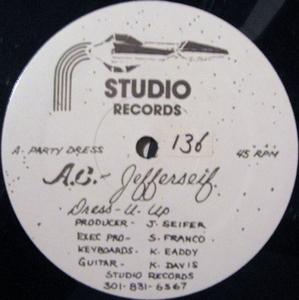 STUDIO
RECORDS
136
A- PARTY DRESS
45 RPM
A.C. - Jefferseif
Dress-U-Up
PRODUCER - J. SEIFER
EXEC PRO- S. FRANCO
KEYBOARDS- K. EADDY
GUITAR- K. DAVIS
STUDIO RECORDS
301-831-6567